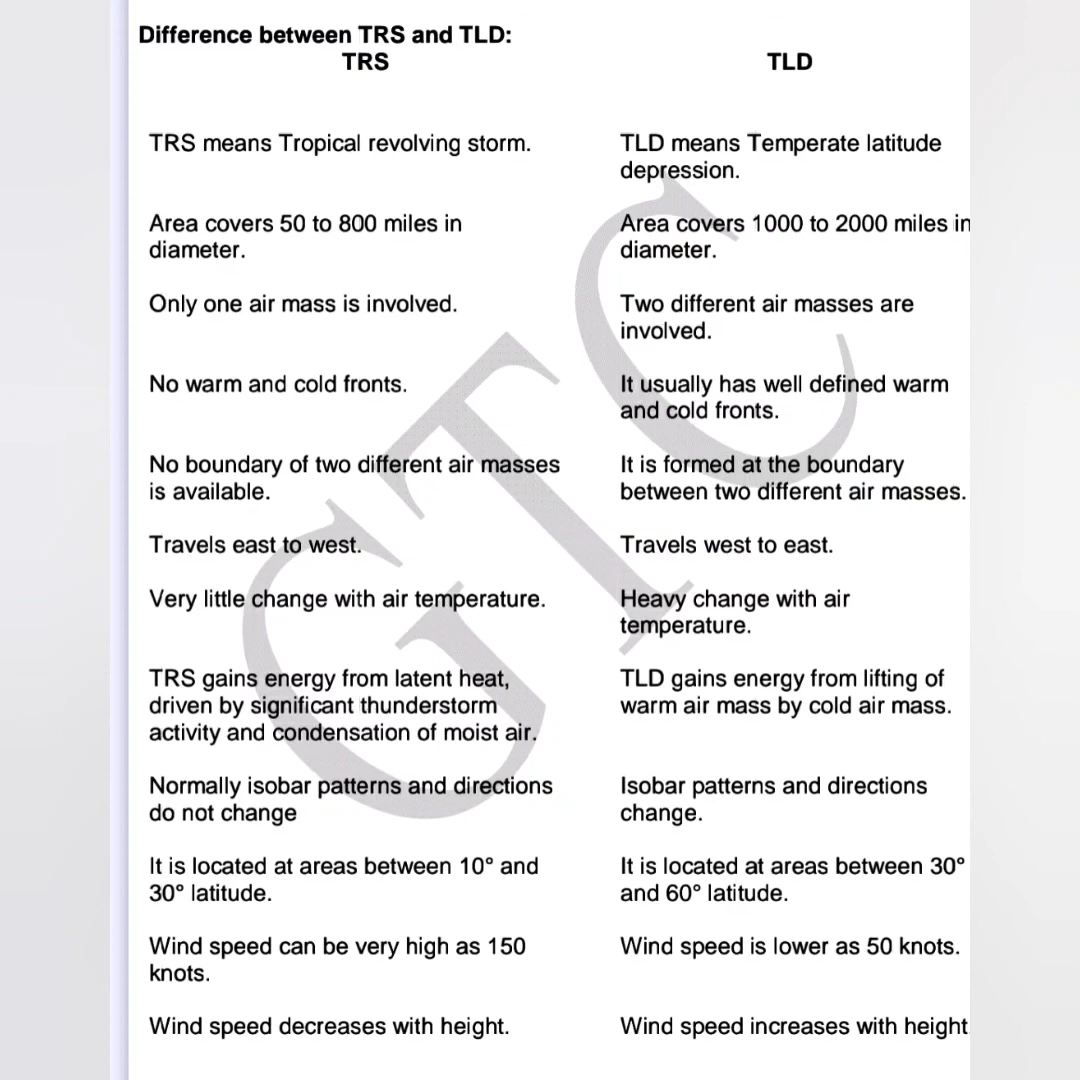 Difference between TRS and TLD:
TRS TLD
TRS means Tropical revolving storm. TLD means Temperate latitude
depression.
Area covers 50 to 800 miles in Area covers 1000 to 2000 miles in
diameter. diameter.
Only one air mass is involved. Two different air masses are
involved.
No warm and cold fronts. It usually has well defined warm
and cold fronts.
No boundary of two different air masses It is formed at the boundary
is available. between two different air masses.
Travels east to west. Travels west to east.
Very little change with air temperature. Heavy change with air
temperature.
TRS gains energy from latent heat, TLD gains energy from lifting of
driven by significant thunderstorm warm air mass by cold air mass.
activity and condensation of moist air.
Normally isobar patterns and directions Isobar patterns and directions
do not change change.
It is located at areas between 10° and It is located at areas between 30°
30° latitude. and 60° latitude.
Wind speed can be very high as 150 Wind speed is lower as 50 knots.
knots.
Wind speed decreases with height. Wind speed increases with height.
GTC